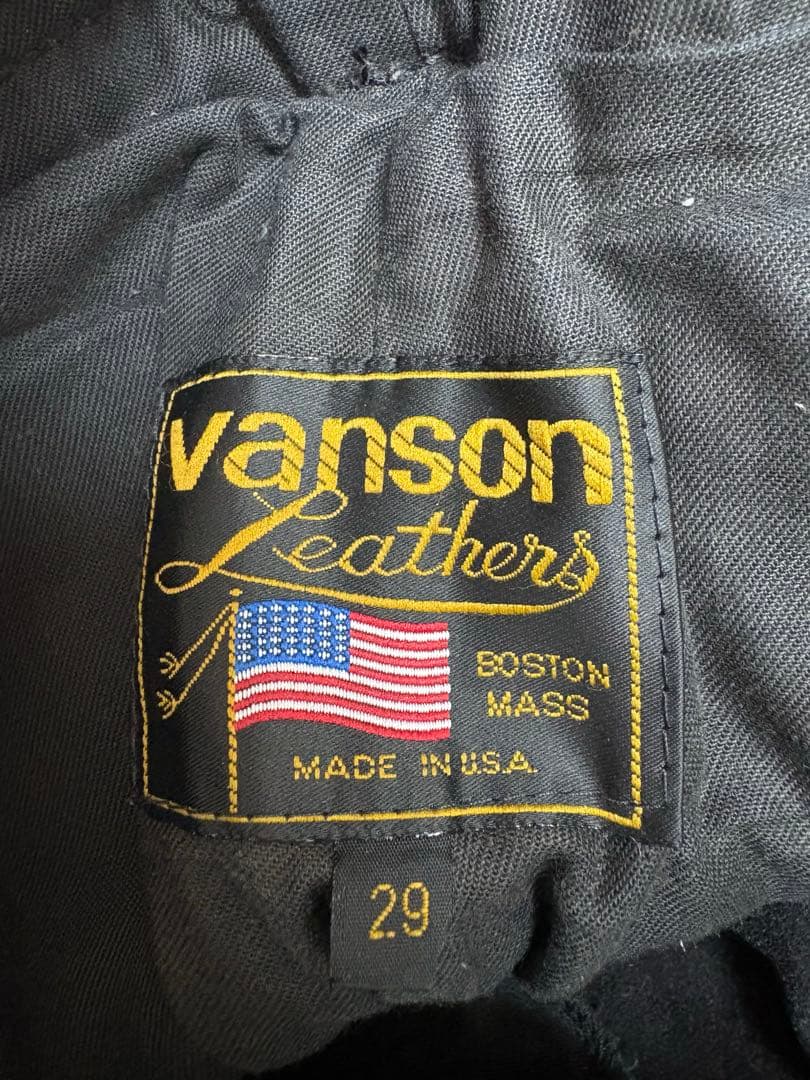 vanson
Leathers
BOSTON
MASS
MADE IN U.S.A.
29